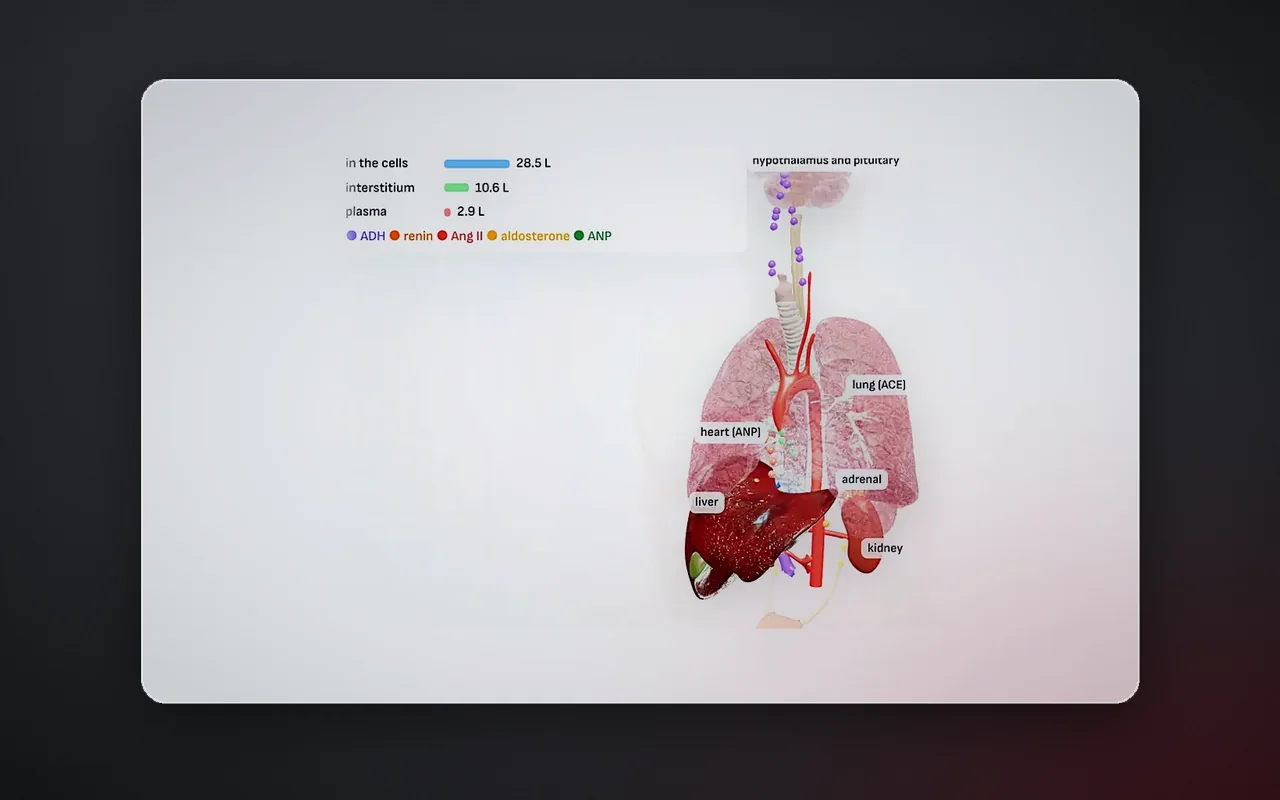 in the cells 28.5 L
interstitium 10.6 L
plasma 2.9 L
ADH renin Ang II aldosterone ANP
hypothalamus and pituitary
lung (ACE)
heart (ANP)
adrenal
liver
kidney